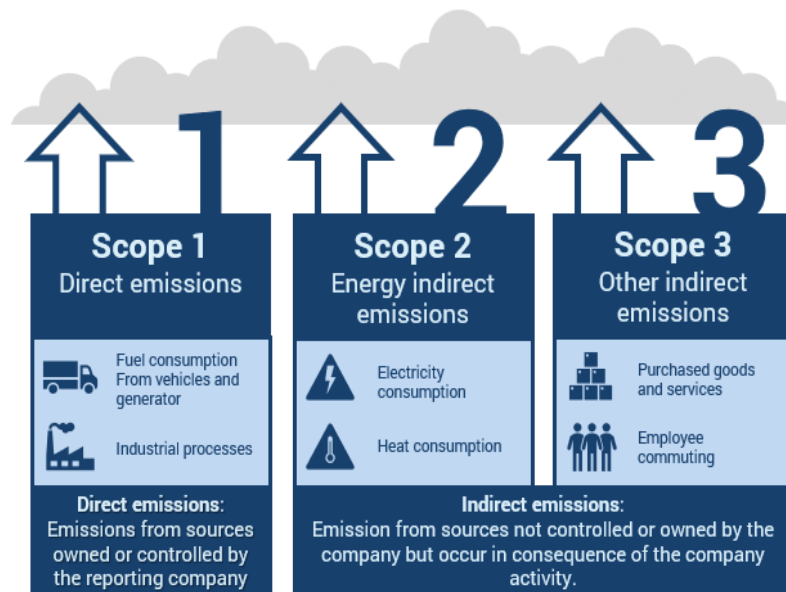 1
2
3
Scope 1
Direct emissions
Fuel consumption
From vehicles and
generator
Industrial processes
Direct emissions:
Emissions from sources
owned or controlled by
the reporting company
Scope 2
Energy indirect
emissions
Electricity
consumption
Heat consumption
Scope 3
Other indirect
emissions
Purchased goods
and services
Employee
commuting
Indirect emissions:
Emission from sources not controlled or owned by the
company but occur in consequence of the company
activity.